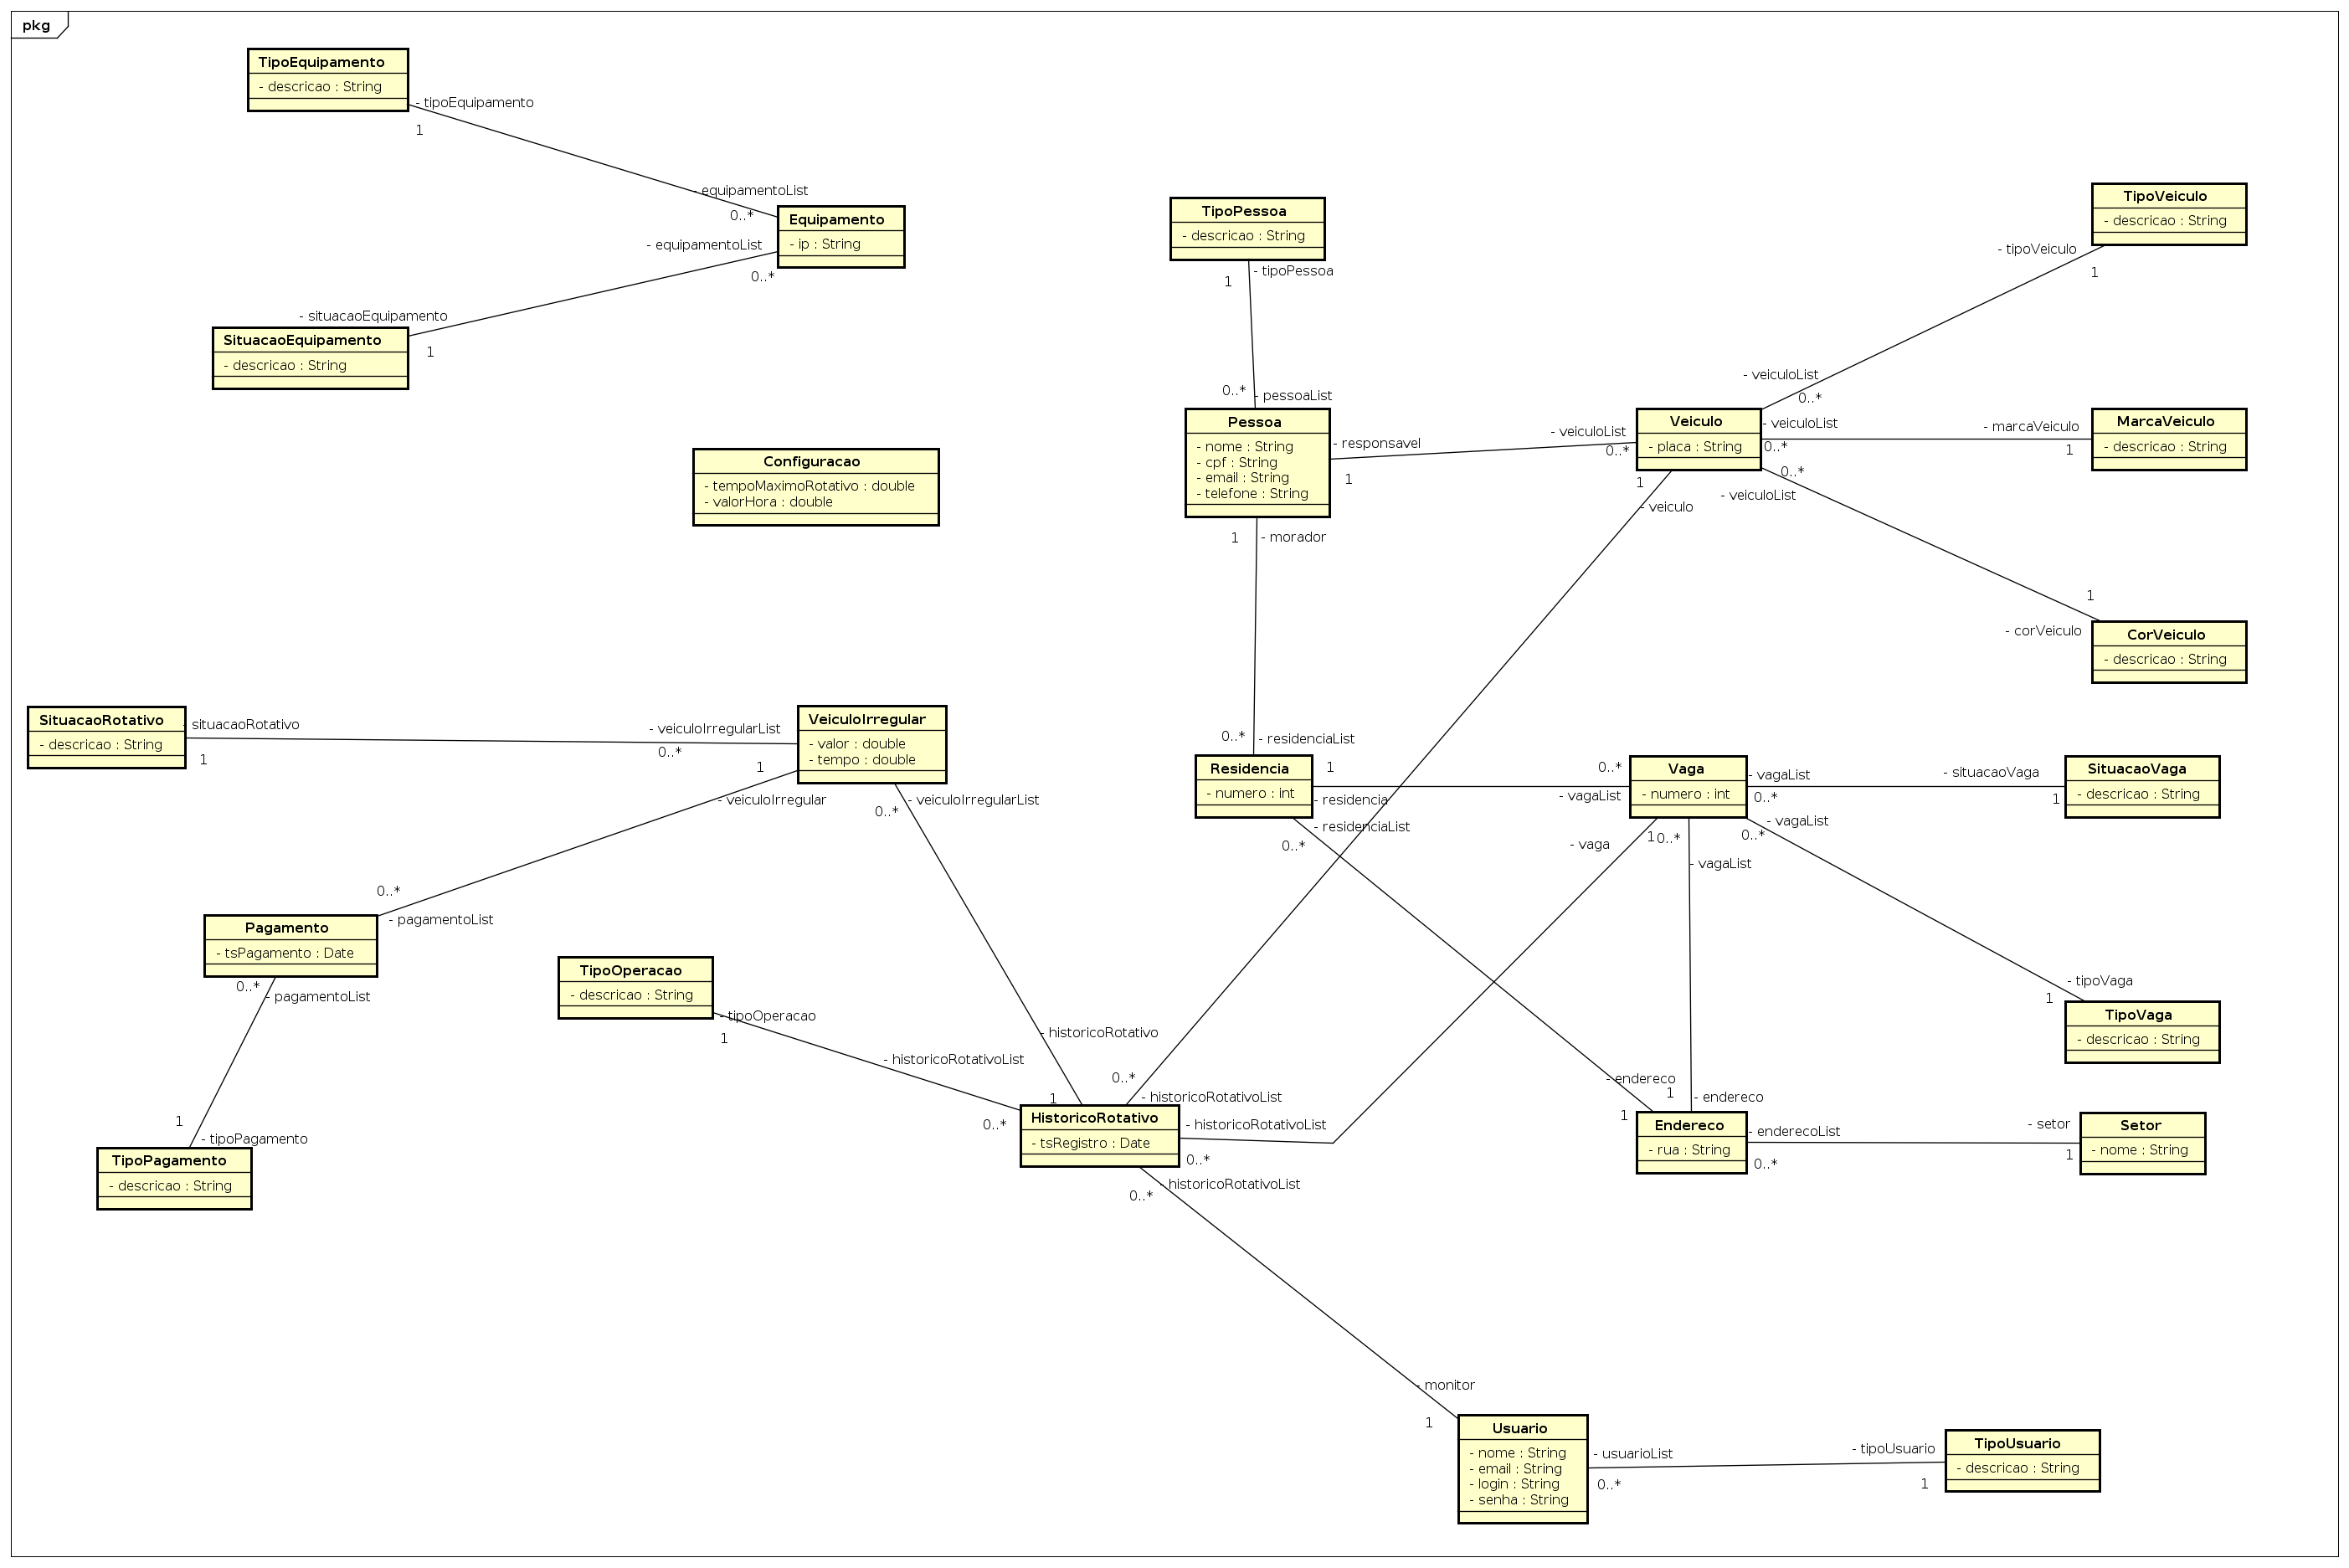 pkg
TipoEquipamento
- descricao : String
- tipoEquipamento
1
- equipamentoList
0..*
Equipamento
- ip : String
- equipamentoList
0..*
- situacaoEquipamento
1
SituacaoEquipamento
- descricao : String
Configuracao
- tempoMaximoRotativo : double
- valorHora : double
TipoPessoa
- descricao : String
1
- tipoPessoa
0..*
- pessoaList
Pessoa
- nome : String
- cpf : String
- email : String
- telefone : String
- responsavel
1
- veiculoList
0..*
1
- morador
TipoVeiculo
- descricao : String
- tipoVeiculo
1
- veiculoList
0..*
Veiculo
- placa : String
- veiculoList
0..*
- marcaVeiculo
1
MarcaVeiculo
- descricao : String
0..*
- veiculoList
1
- veiculo
1
- corVeiculo
CorVeiculo
- descricao : String
SituacaoRotativo
- descricao : String
- situacaoRotativo
1
- veiculoIrregularList
0..*
VeiculoIrregular
- valor : double
- tempo : double
1
- veiculoIrregular
0..*
- veiculoIrregularList
0..*
- pagamentoList
Pagamento
- tsPagamento : Date
0..*
- pagamentoList
1
- tipoPagamento
TipoPagamento
- descricao : String
TipoOperacao
- descricao : String
- tipoOperacao
1
- historicoRotativoList
0..*
- historicoRotativo
1
0..*
- historicoRotativoList
HistoricoRotativo
- tsRegistro : Date
- historicoRotativoList
0..*
0..*
- historicoRotativoList
0..*
- residenciaList
Residencia
- numero : int
1
- residencia
- residenciaList
0..*
0..*
- vagaList
Vaga
- numero : int
- vagaList
0..*
- situacaoVaga
1
SituacaoVaga
- descricao : String
- vaga
1
0..*
- vagaList
- vagaList
0..*
- tipoVaga
1
TipoVaga
- descricao : String
- endereco
1
1
- endereco
Endereco
- rua : String
- enderecoList
0..*
- setor
1
Setor
- nome : String
- monitor
1
Usuario
- nome : String
- email : String
- login : String
- senha : String
- usuarioList
0..*
- tipoUsuario
1
TipoUsuario
- descricao : String